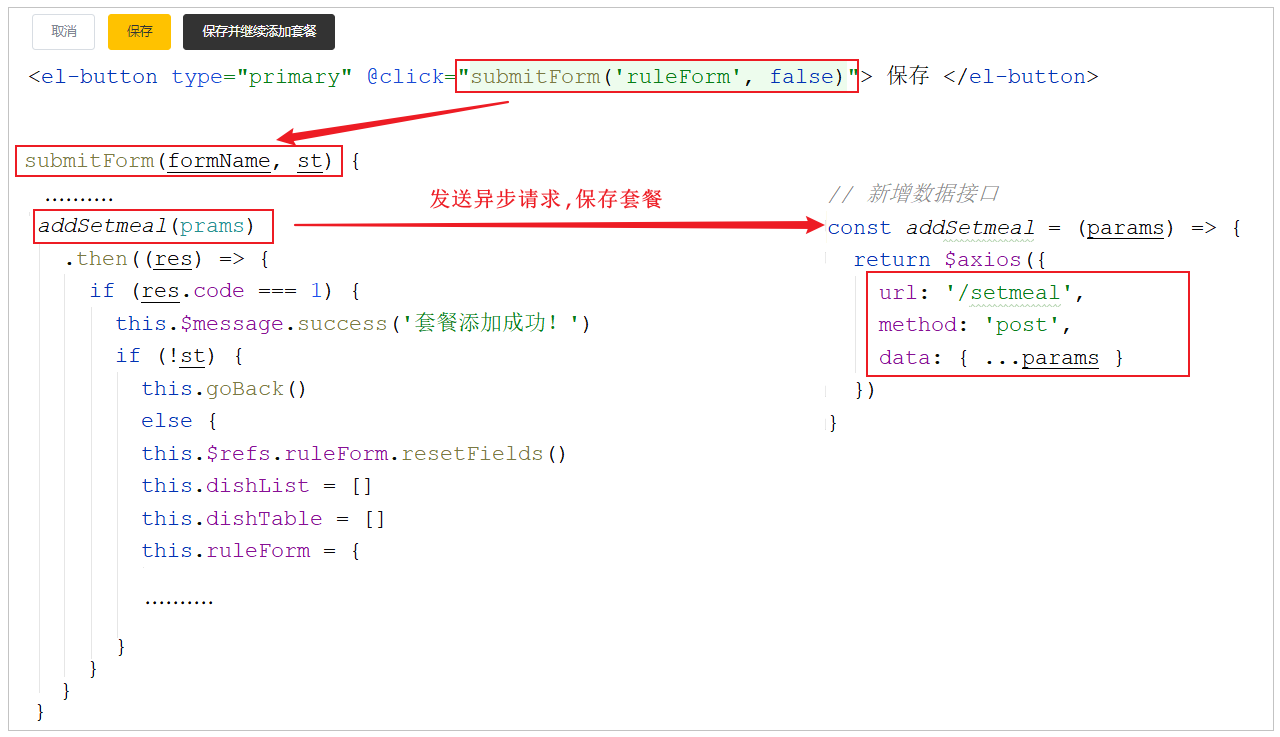 取消 保存 保存并继续添加套餐
<el-button type="primary" @click="submitForm('ruleForm', false)"> 保存 </el-button>
submitForm(formName, st) {
..........
addSetmeal(prams)
.then((res) => {
if (res.code === 1) {
this.$message.success('套餐添加成功！')
if (!st) {
this.goBack()
else {
this.$refs.ruleForm.resetFields()
this.dishList = []
this.dishTable = []
this.ruleForm = {
..........
}
}
}
}
发送异步请求,保存套餐
// 新增数据接口
const addSetmeal = (params) => {
return $axios({
url: '/setmeal',
method: 'post',
data: { ...params }
})
}